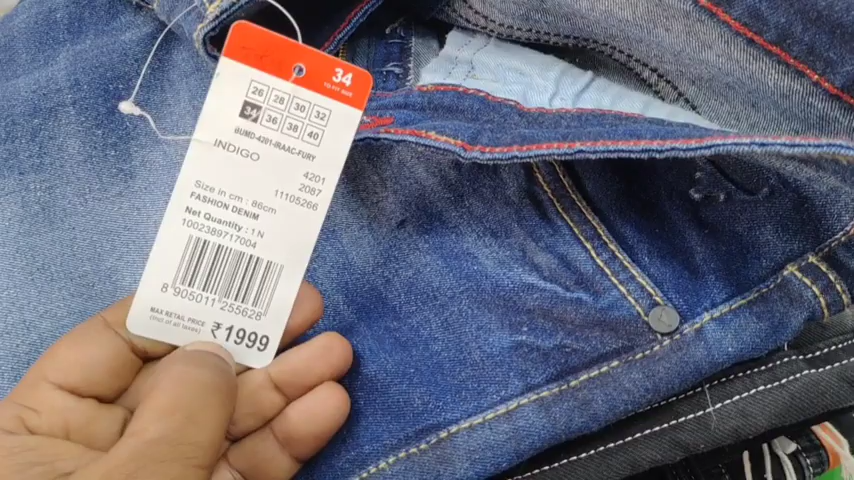 34
TO FIT SIZE
26 28 30 32
34 36 38 40
BUMD-4201-IRAAC-FURY
INDIGO
4201
2087
11105266
Size in cm : 86cm
FASHION DENIM
Net Quantity : 1 N
1002389717004
8 905011 255628
MAX RETAIL PRICE
(Incl of all taxes)
₹1999